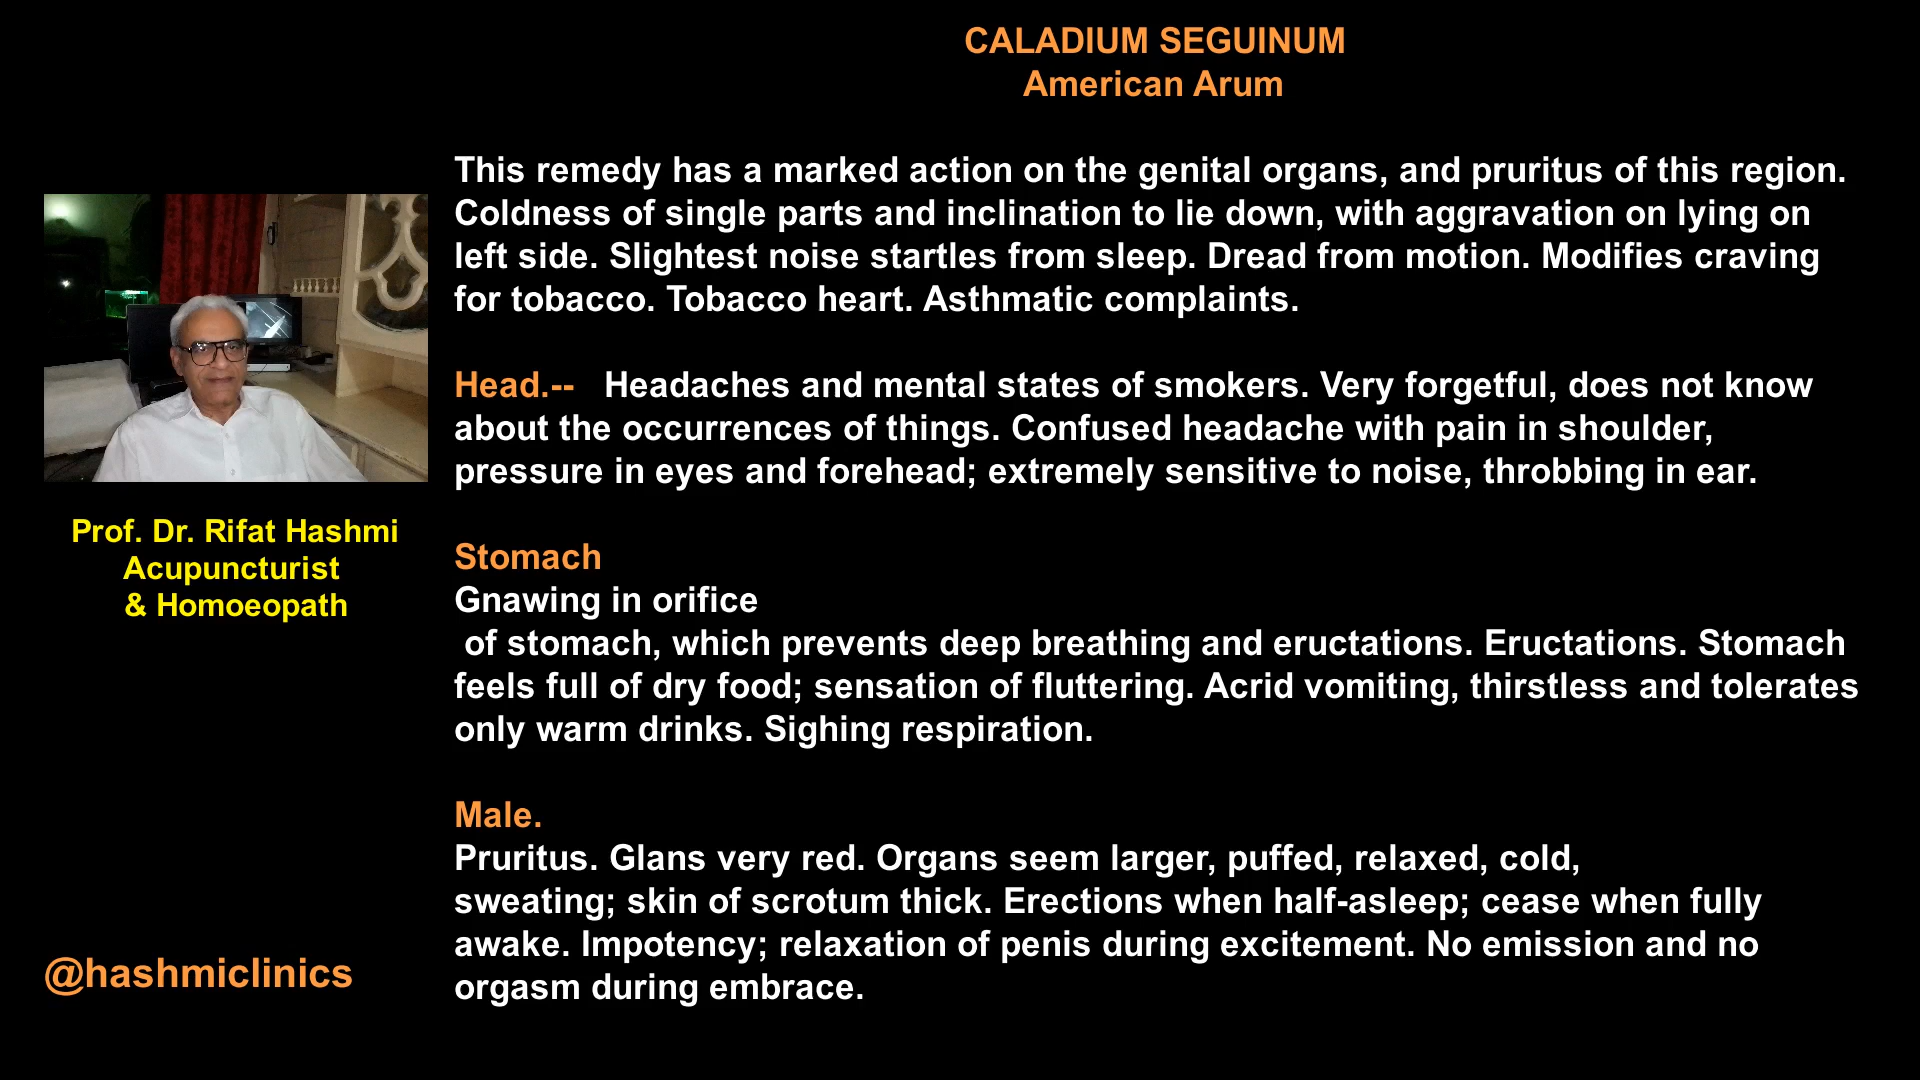 CALADIUM SEGUINUM
American Arum
This remedy has a marked action on the genital organs, and pruritus of this region.
Coldness of single parts and inclination to lie down, with aggravation on lying on
left side. Slightest noise startles from sleep. Dread from motion. Modifies craving
for tobacco. Tobacco heart. Asthmatic complaints.
Head.-- Headaches and mental states of smokers. Very forgetful, does not know
about the occurrences of things. Confused headache with pain in shoulder,
pressure in eyes and forehead; extremely sensitive to noise, throbbing in ear.
Stomach
Gnawing in orifice
of stomach, which prevents deep breathing and eructations. Eructations. Stomach
feels full of dry food; sensation of fluttering. Acrid vomiting, thirstless and tolerates
only warm drinks. Sighing respiration.
Male.
Pruritus. Glans very red. Organs seem larger, puffed, relaxed, cold,
sweating; skin of scrotum thick. Erections when half-asleep; cease when fully
awake. Impotency; relaxation of penis during excitement. No emission and no
orgasm during embrace.
Prof. Dr. Rifat Hashmi
Acupuncturist
& Homoeopath
@hashmiclinics